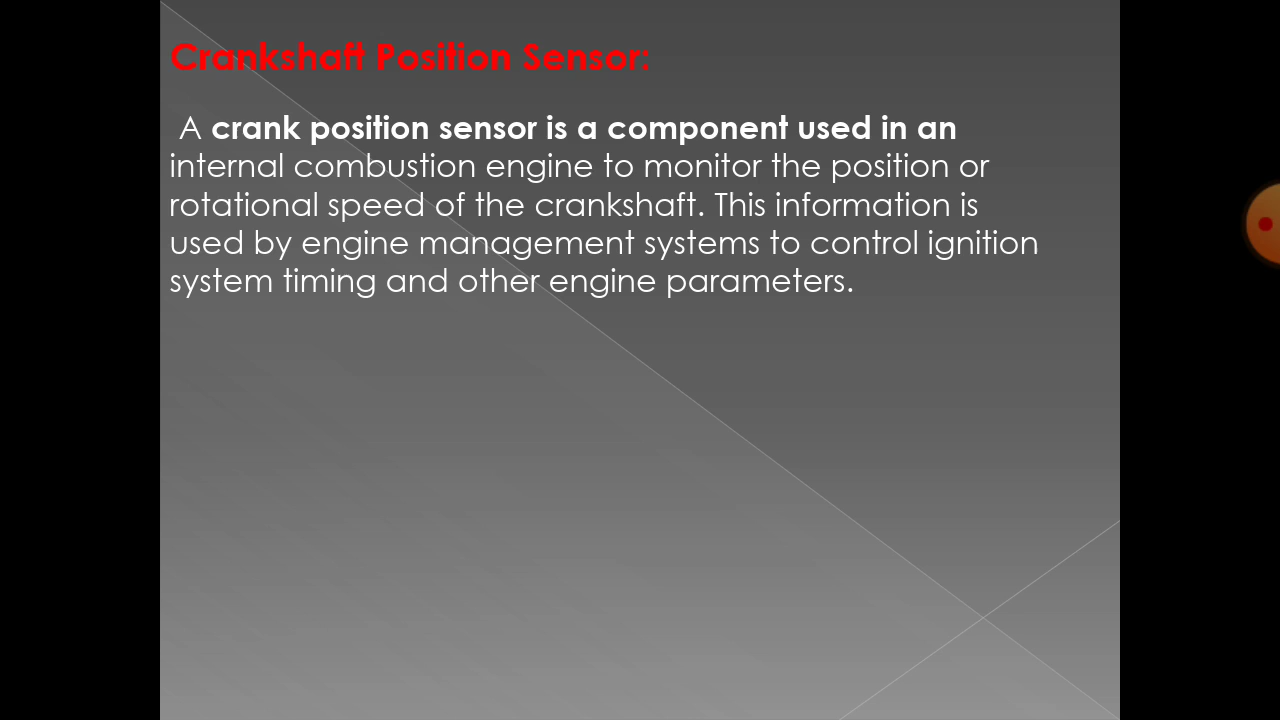 Crankshaft Position Sensor:
A crank position sensor is a component used in an
internal combustion engine to monitor the position or
rotational speed of the crankshaft. This information is
used by engine management systems to control ignition
system timing and other engine parameters.